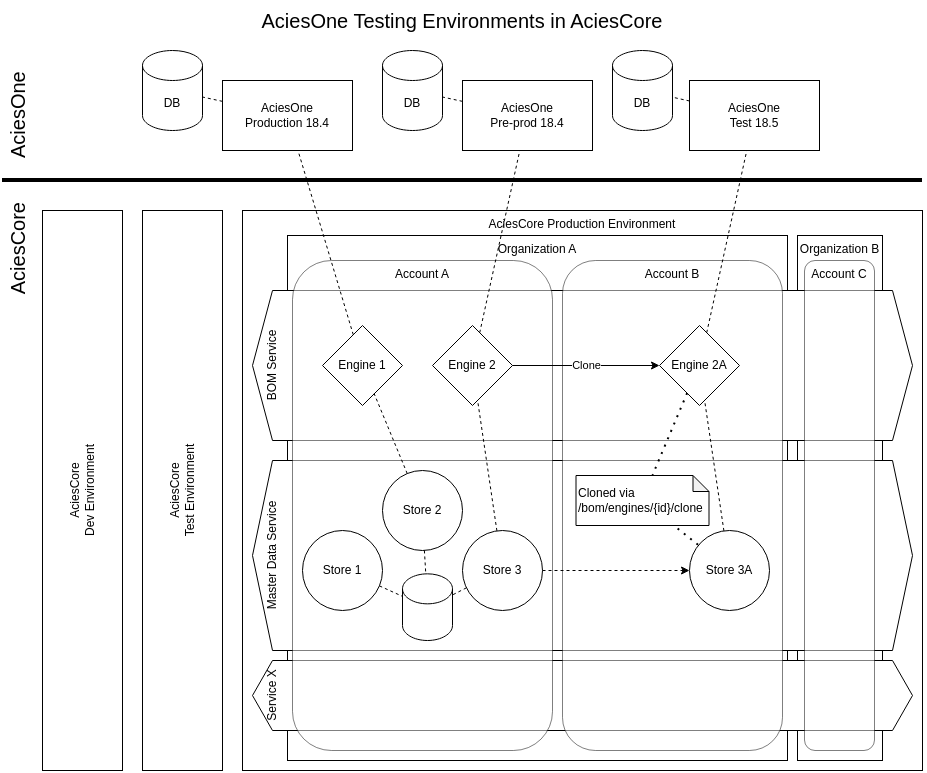 AciesOne Testing Environments in AciesCore
AciesOne
DB
AciesOne
Production 18.4
DB
AciesOne
Pre-prod 18.4
DB
AciesOne
Test 18.5
AciesCore
AciesCore
Dev Environment
AciesCore
Test Environment
AciesCore Production Environment
Organization A
Organization B
Account A
Account B
Account C
BOM Service
Engine 1
Engine 2
Clone
Engine 2A
Master Data Service
Cloned via
/bom/engines/{id}/clone
Store 2
Store 1
Store 3
Store 3A
Service X